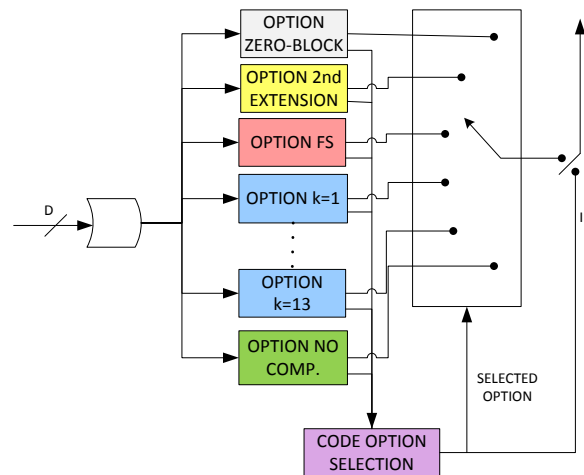 OPTION
ZERO-BLOCK
OPTION 2nd
EXTENSION
OPTION FS
D
OPTION k=1
I
OPTION
k=13
OPTION NO
COMP.
SELECTED
OPTION
CODE OPTION
SELECTION